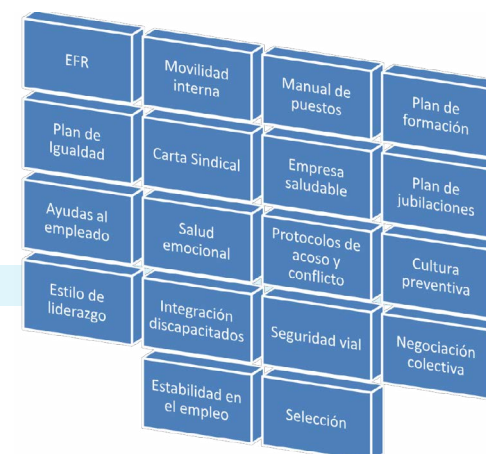 EFR
Movilidad
interna
Manual de
puestos
Plan de
formación
Plan de
Igualdad
Carta Sindical
Empresa
saludable
Plan de
jubilaciones
Ayudas al
empleado
Salud
emocional
Protocolos de
acoso y
conflicto
Cultura
preventiva
Estilo de
liderazgo
Integración
discapacitados
Seguridad vial
Negociación
colectiva
Estabilidad en
el empleo
Selección